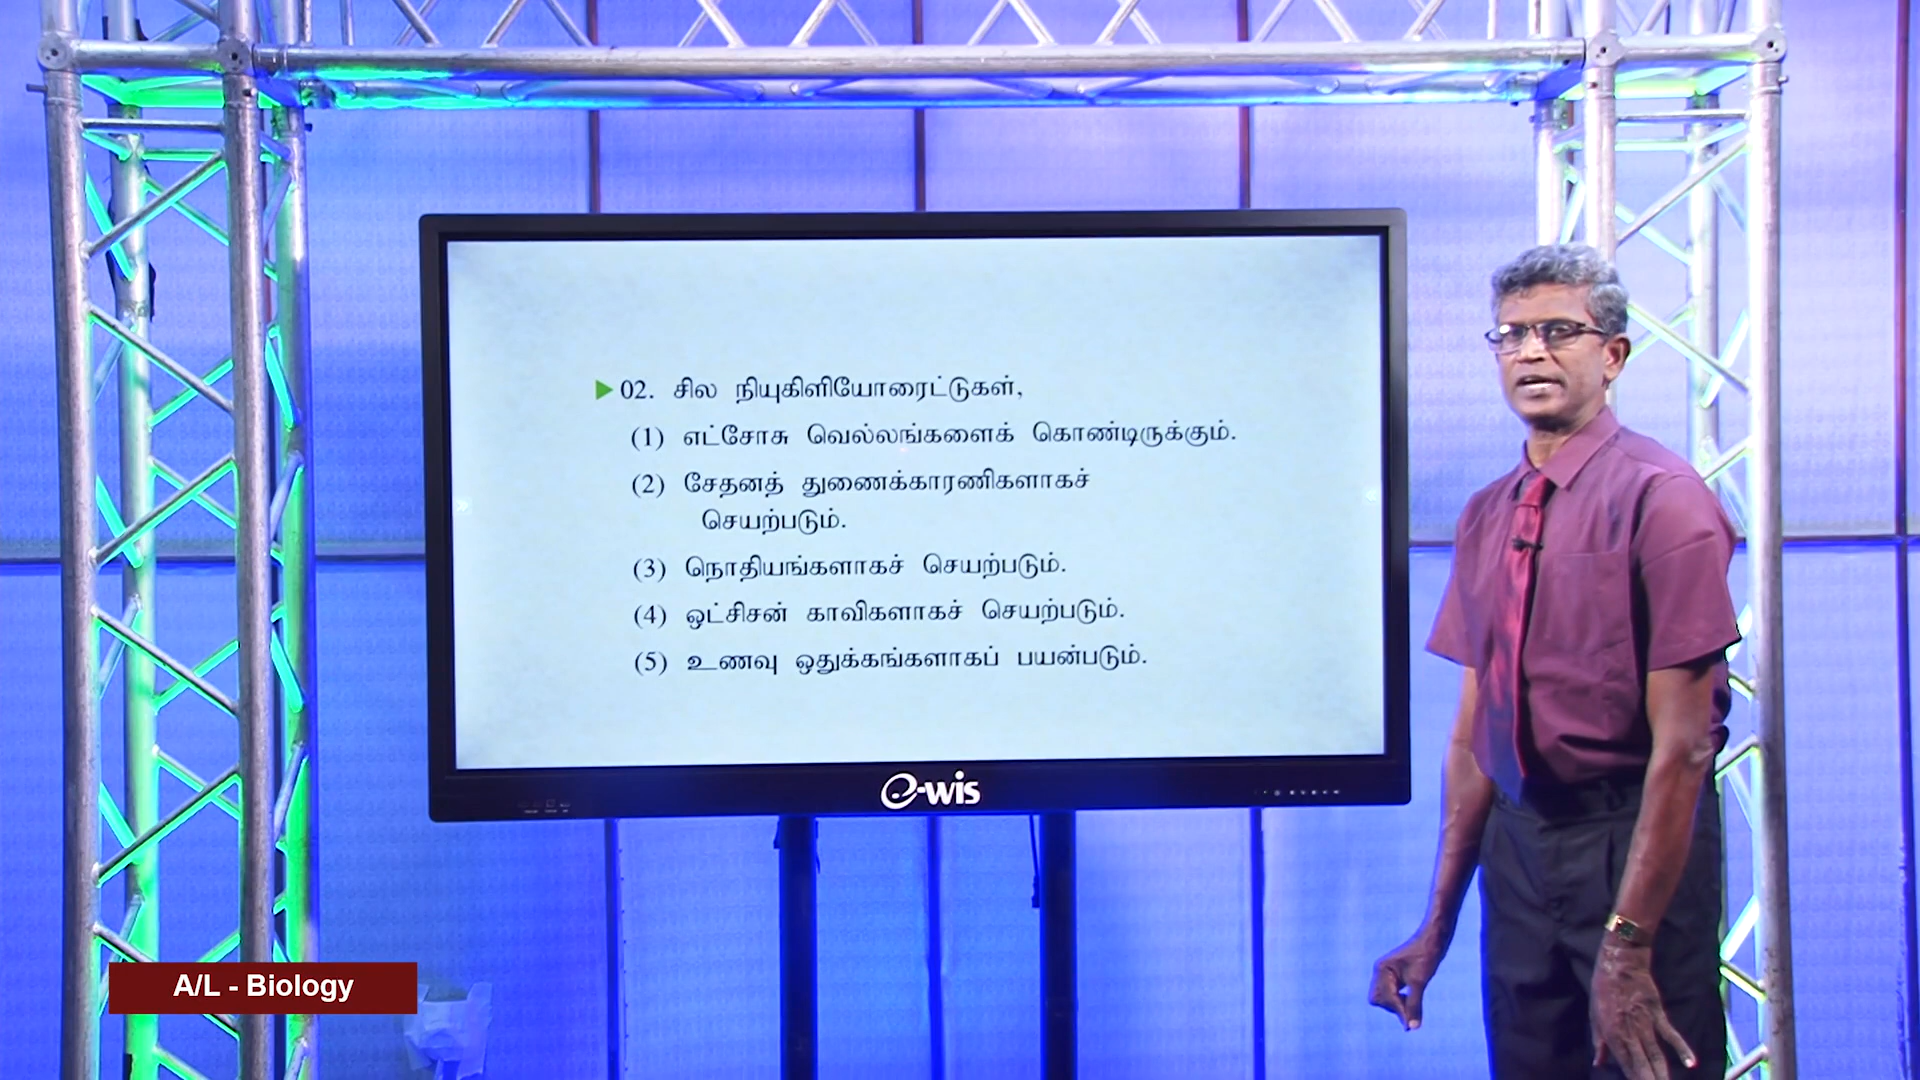 02. சில நியுகிளியோரைட்டுகள்,
(1) எட்சோசு வெல்லங்களைக் கொண்டிருக்கும்.
(2) சேதனத் துணைக்காரணிகளாகச்
செயற்படும்.
(3) நொதியங்களாகச் செயற்படும்.
(4) ஒட்சிசன் காவிகளாகச் செயற்படும்.
(5) உணவு ஒதுக்கங்களாகப் பயன்படும்.
e-wis
A/L - Biology